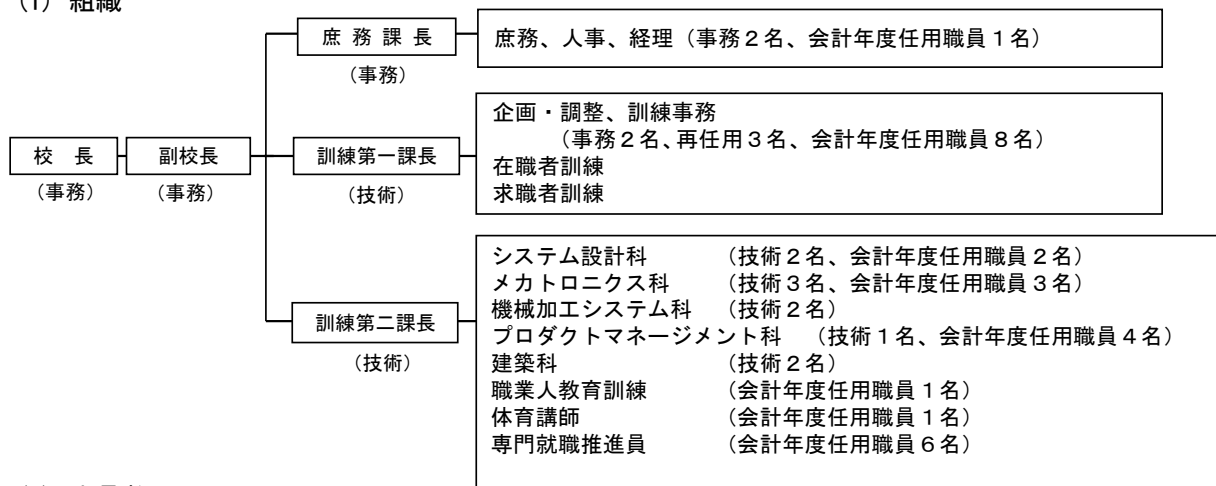 (1) 組織
庶務課長
(事務)
庶務、人事、経理（事務２名、会計年度任用職員１名）
校　長
(事務)
副校長
(事務)
訓練第一課長
(技術)
企画・調整、訓練事務
（事務２名、再任用３名、会計年度任用職員８名）
在職者訓練
求職者訓練
訓練第二課長
(技術)
システム設計科　（技術２名、会計年度任用職員２名）
メカトロニクス科　（技術３名、会計年度任用職員３名）
機械加工システム科　（技術２名）
プロダクトマネージメント科　（技術１名、会計年度任用職員４名）
建築科　（技術２名）
職業人教育訓練　（会計年度任用職員１名）
体育講師　（会計年度任用職員１名）
専門就職推進員　（会計年度任用職員６名）